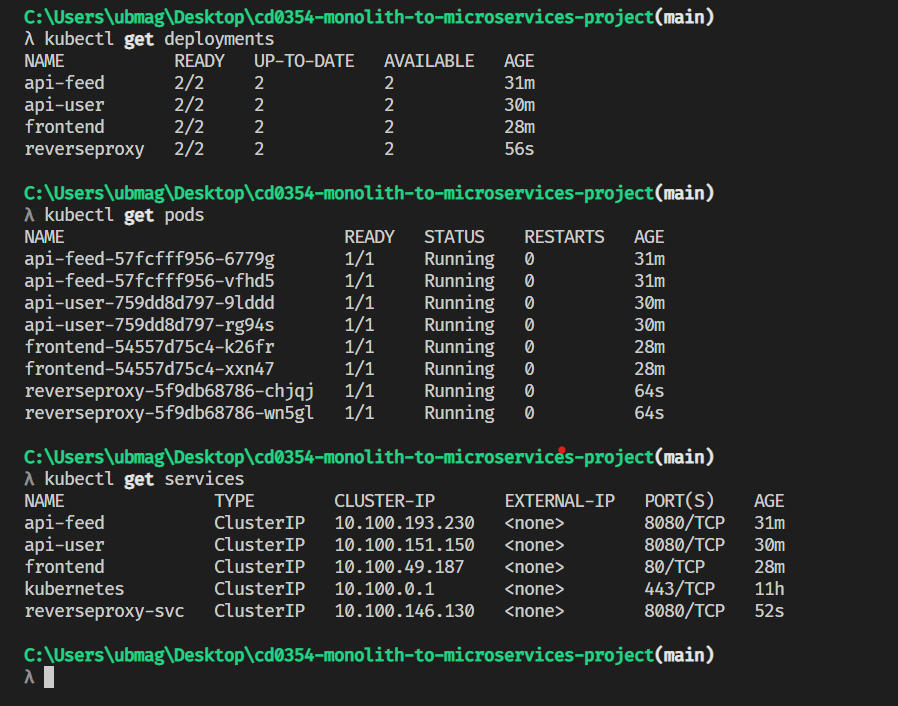 C:\Users\ubmag\Desktop\cd0354-monolith-to-microservices-project(main)
λ kubectl get deployments
NAME READY UP-TO-DATE AVAILABLE AGE
api-feed 2/2 2 2 31m
api-user 2/2 2 2 30m
frontend 2/2 2 2 28m
reverseproxy 2/2 2 2 56s
C:\Users\ubmag\Desktop\cd0354-monolith-to-microservices-project(main)
λ kubectl get pods
NAME READY STATUS RESTARTS AGE
api-feed-57fcfff956-6779g 1/1 Running 0 31m
api-feed-57fcfff956-vfhd5 1/1 Running 0 31m
api-user-759dd8d797-9lddd 1/1 Running 0 30m
api-user-759dd8d797-rg94s 1/1 Running 0 30m
frontend-54557d75c4-k26fr 1/1 Running 0 28m
frontend-54557d75c4-xxn47 1/1 Running 0 28m
reverseproxy-5f9db68786-chjqj 1/1 Running 0 64s
reverseproxy-5f9db68786-wn5gl 1/1 Running 0 64s
C:\Users\ubmag\Desktop\cd0354-monolith-to-microservices-project(main)
λ kubectl get services
NAME TYPE CLUSTER-IP EXTERNAL-IP PORT(S) AGE
api-feed ClusterIP 10.100.193.230 <none> 8080/TCP 31m
api-user ClusterIP 10.100.151.150 <none> 8080/TCP 30m
frontend ClusterIP 10.100.49.187 <none> 80/TCP 28m
kubernetes ClusterIP 10.100.0.1 <none> 443/TCP 11h
reverseproxy-svc ClusterIP 10.100.146.130 <none> 8080/TCP 52s
C:\Users\ubmag\Desktop\cd0354-monolith-to-microservices-project(main)
λ